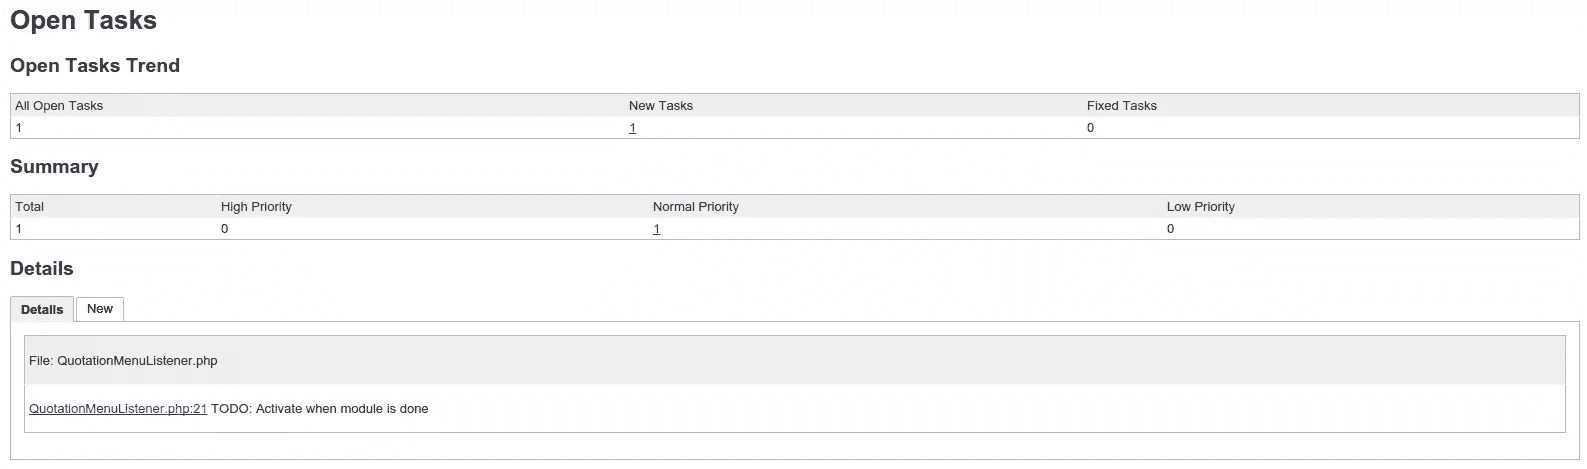 Open Tasks
Open Tasks Trend
All Open Tasks New Tasks Fixed Tasks
1 1 0
Summary
Total High Priority Normal Priority Low Priority
1 0 1 0
Details
Details New
File: QuotationMenuListener.php
QuotationMenuListener.php:21 TODO: Activate when module is done